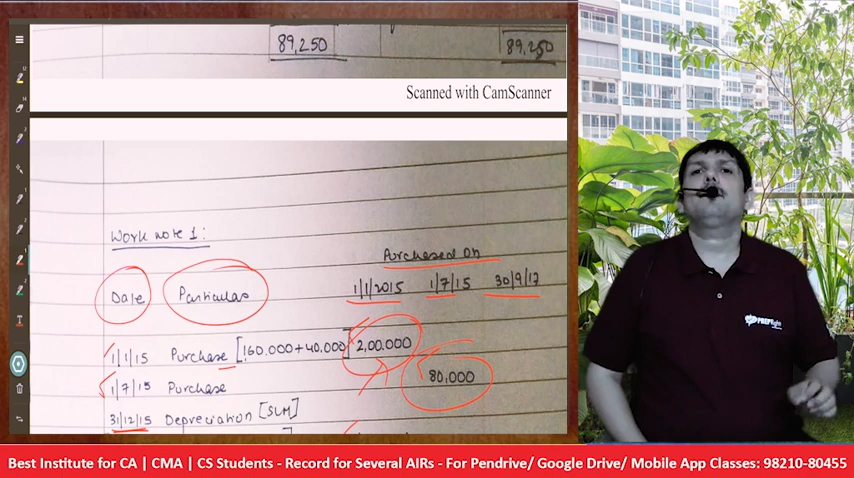 89,250 89,250
Scanned with CamScanner
Work note 1:
Purchased On
Date Particulas 1/1/2015 1/7/15 30/9/17
1/1/15 Purchase [160.000+40.000] 2,00.000
1/7/15 Purchase 80,000
31/12/15 Depreciation [SLM]
PREPSight
Best Institute for CA | CMA | CS Students - Record for Several AIRs - For Pendrive/ Google Drive/ Mobile App Classes: 98210-80455